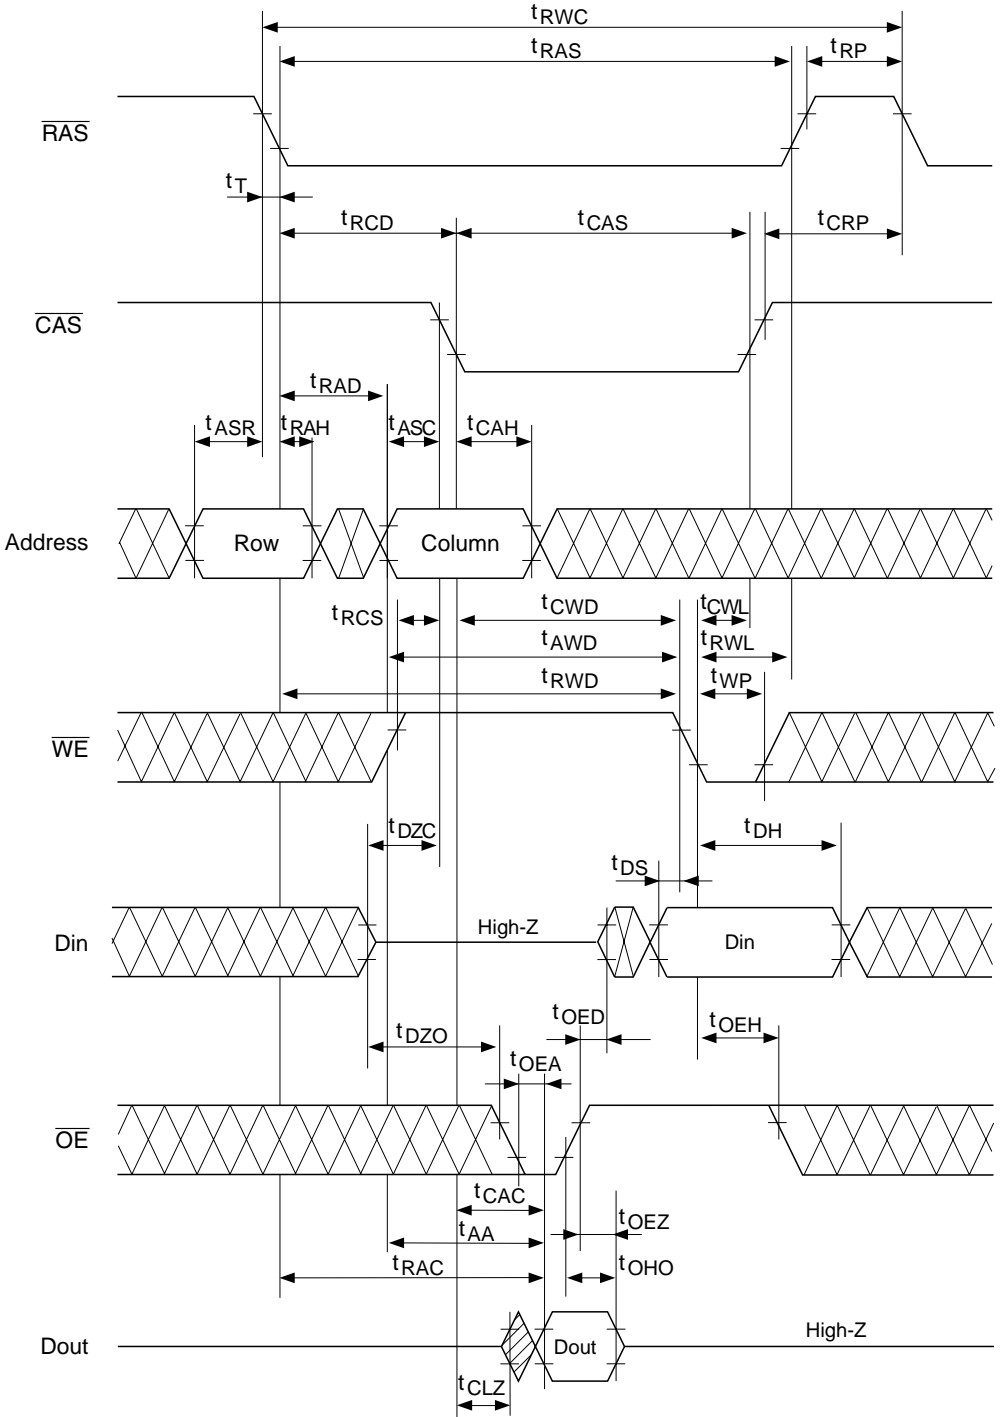 tRWC
tRAS
tRP
RAS
tT
tRCD
tCAS
tCRP
CAS
tRAD
tASR
tRAH
tASC
tCAH
Address
Row
Column
tRCS
tCWD
tCWL
tAWD
tRWL
tRWD
tWP
WE
tDZC
tDH
tDS
Din
High-Z
Din
tOED
tOEH
tDZO
tOEA
OE
tCAC
tOEZ
tAA
tRAC
tOHO
Dout
Dout
High-Z
tCLZ